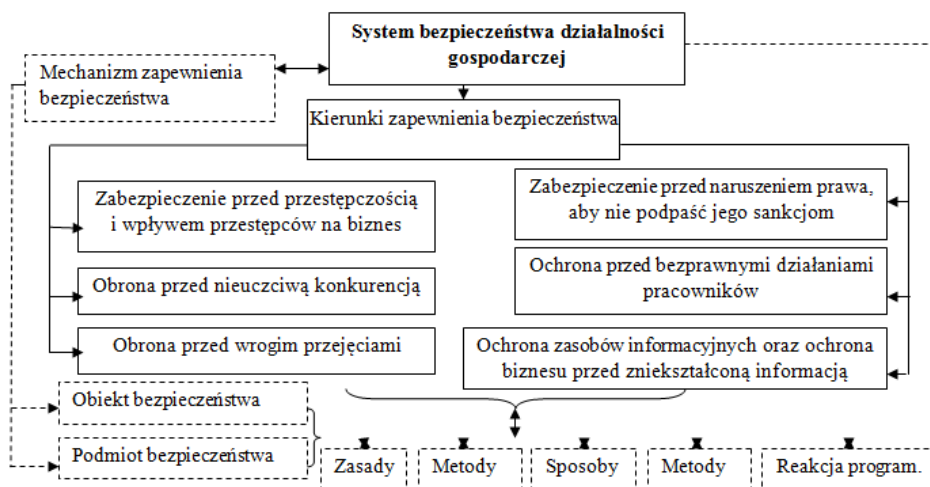 System bezpieczeństwa działalności
gospodarczej
Mechanizm zapewnienia
bezpieczeństwa
Kierunki zapewnienia bezpieczeństwa
Zabezpieczenie przed przestępczością
i wpływem przestępców na biznes
Zabezpieczenie przed naruszeniem prawa,
aby nie podpaść jego sankcjom
Obrona przed nieuczciwą konkurencją
Ochrona przed bezprawnymi działaniami
pracowników
Obrona przed wrogim przejęciami
Ochrona zasobów informacyjnych oraz ochrona
biznesu przed zniekształconą informacją
Obiekt bezpieczeństwa
Podmiot bezpieczeństwa
Zasady
Metody
Sposoby
Metody
Reakcja program.